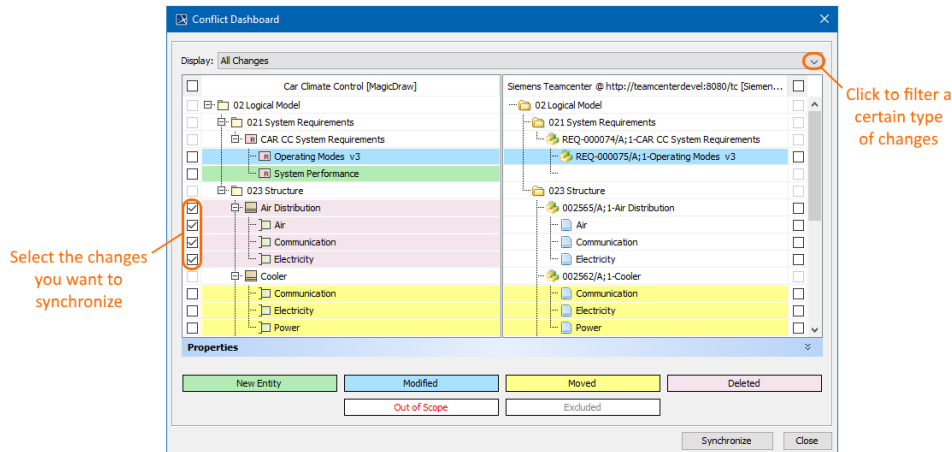 Conflict Dashboard
Display: All Changes
Car Climate Control [MagicDraw]
Siemens Teamcenter @ http://teamcenterdevel:8080/tc [Siemen...
02 Logical Model
02 Logical Model
021 System Requirements
021 System Requirements
R CAR CC System Requirements
REQ-000074/A;1-CAR CC System Requirements
R Operating Modes v3
REQ-000075/A;1-Operating Modes v3
R System Performance
023 Structure
023 Structure
Air Distribution
002565/A;1-Air Distribution
Air
Air
Communication
Communication
Electricity
Electricity
Cooler
002562/A;1-Cooler
Communication
Communication
Electricity
Electricity
Power
Power
Properties
New Entity
Modified
Moved
Deleted
Out of Scope
Excluded
Synchronize
Close
Click to filter a
certain type
of changes
Select the changes
you want to
synchronize